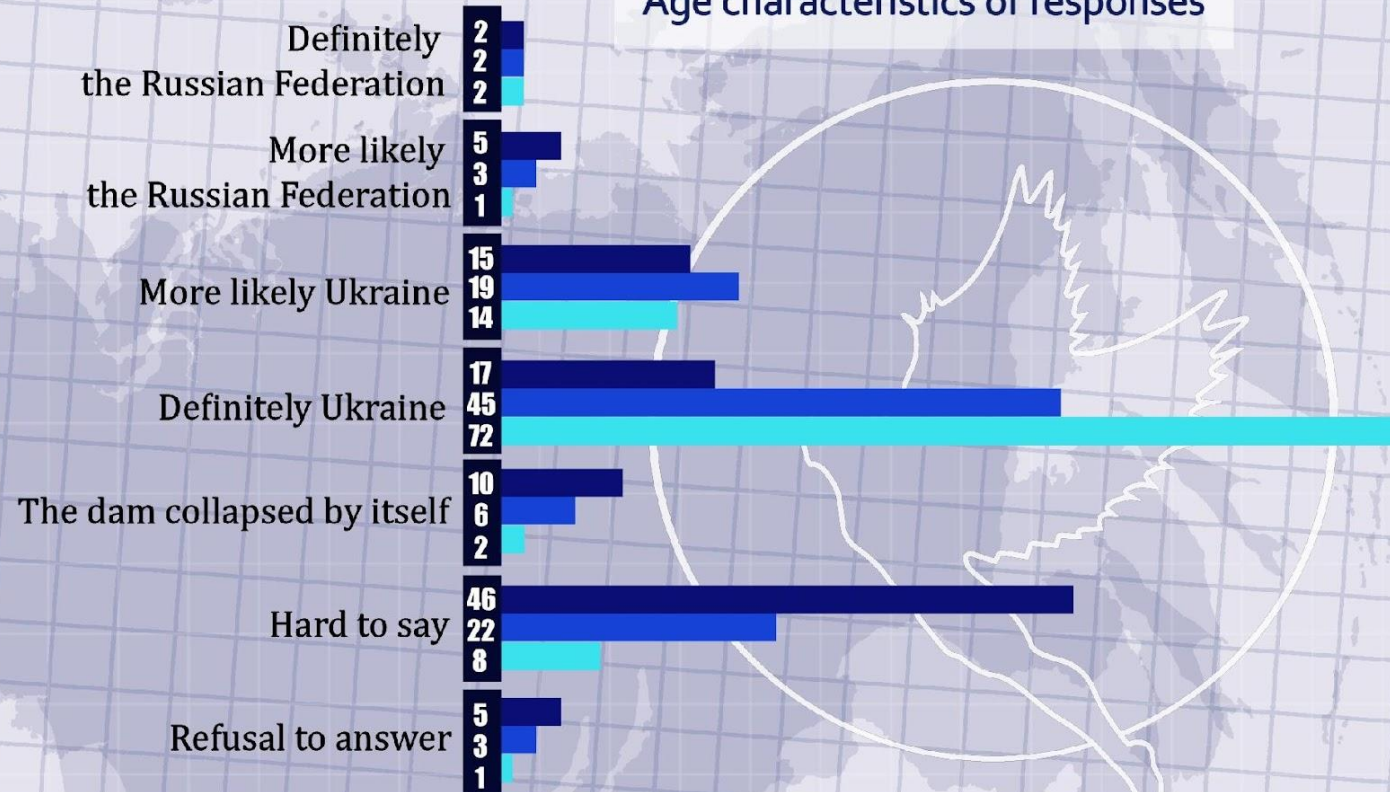 Age characteristics of responses
Definitely
the Russian Federation
2
2
2
More likely
the Russian Federation
5
3
1
More likely Ukraine
15
19
14
Definitely Ukraine
17
45
72
The dam collapsed by itself
10
6
2
Hard to say
46
22
8
Refusal to answer
5
3
1